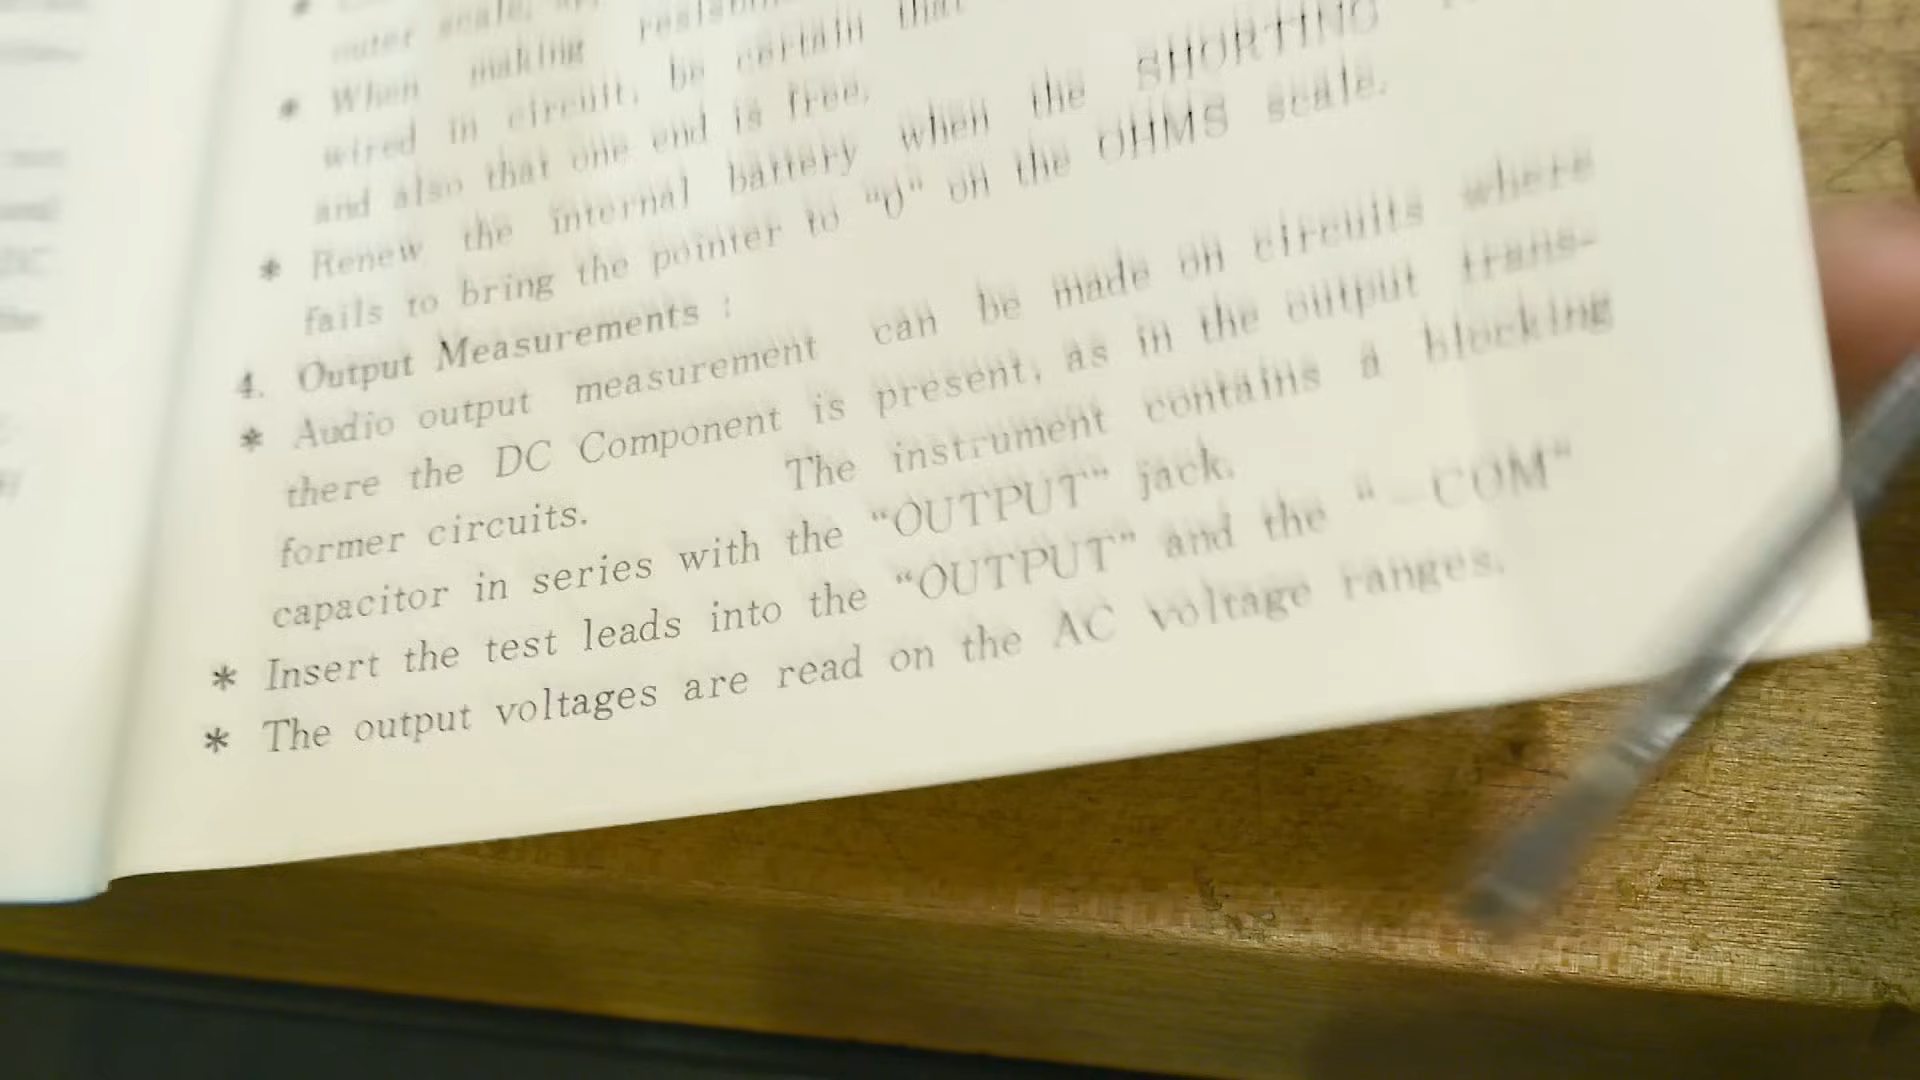 outer scale,
* When making
wired in circuit, be certain that
and also that one end is free.
* Renew the internal battery when the SHORTING
fails to bring the pointer to "0" on the OHMS scale.
4. Output Measurements :
* Audio output measurement can be made on circuits where
there the DC Component is present, as in the output trans-
former circuits. The instrument contains a blocking
capacitor in series with the "OUTPUT" jack.
* Insert the test leads into the "OUTPUT" and the "—COM"
* The output voltages are read on the AC voltage ranges.